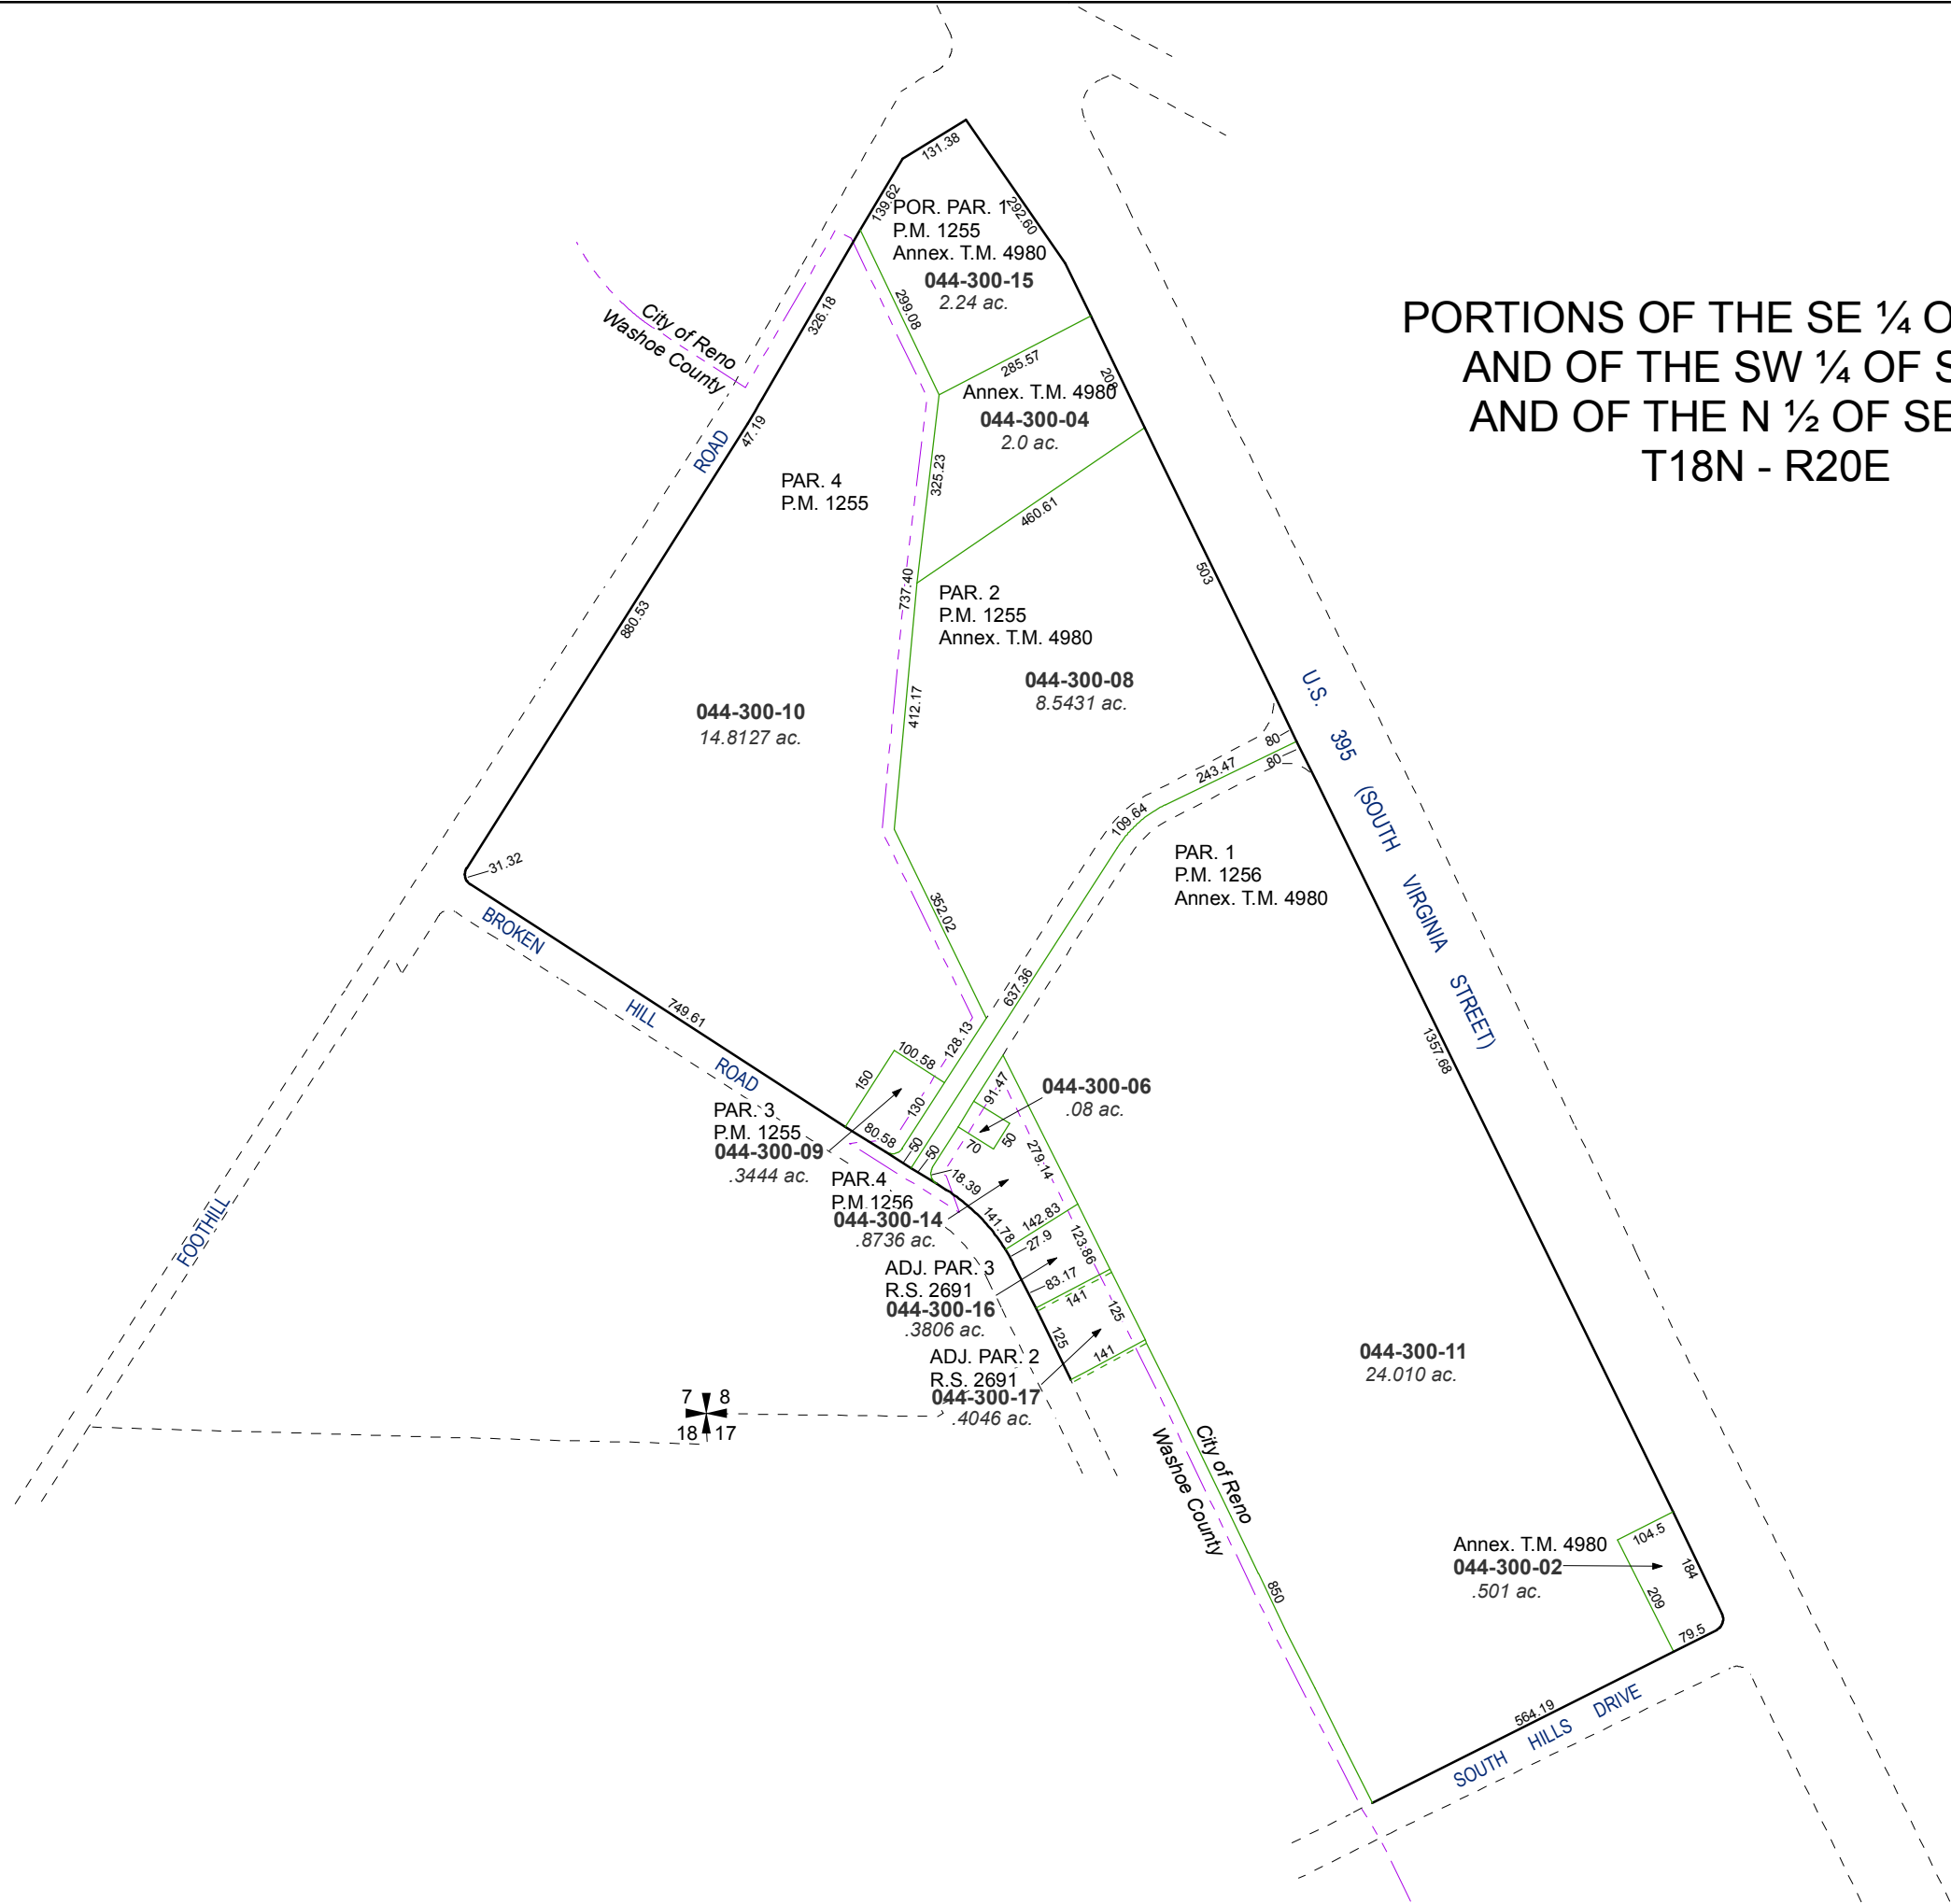 131.38
139.62
292.60
POR. PAR. 1
P.M. 1255
Annex. T.M. 4980
044-300-15
2.24 ac.
299.08
326.18
City of Reno
Washoe County
285.57
208
Annex. T.M. 4980
044-300-04
2.0 ac.
PORTIONS OF THE SE ¼ O
AND OF THE SW ¼ OF S
AND OF THE N ½ OF SE
T18N - R20E
47.19
ROAD
325.23
460.61
PAR. 4
P.M. 1255
503
737.40
PAR. 2
P.M. 1255
Annex. T.M. 4980
880.53
044-300-08
8.5431 ac.
412.17
044-300-10
14.8127 ac.
U.S. 395 (SOUTH VIRGINIA STREET)
80
80
243.47
109.64
PAR. 1
P.M. 1256
Annex. T.M. 4980
31.32
BROKEN HILL ROAD
352.02
637.36
749.61
128.13
1357.68
100.58
150
130
91.47
044-300-06
.08 ac.
PAR. 3
P.M. 1255
044-300-09
.3444 ac.
80.58
50
50
70
50
279.14
18.39
PAR.4
P.M.1256
044-300-14
.8736 ac.
141.78
142.83
27.9
123.86
FOOTHILL
ADJ. PAR. 3
R.S. 2691
044-300-16
.3806 ac.
83.17
141
125
125
141
ADJ. PAR. 2
R.S. 2691
044-300-17
.4046 ac.
044-300-11
24.010 ac.
7 8
18 17
City of Reno
Washoe County
850
Annex. T.M. 4980
044-300-02
.501 ac.
104.5
184
209
79.5
564.19
SOUTH HILLS DRIVE